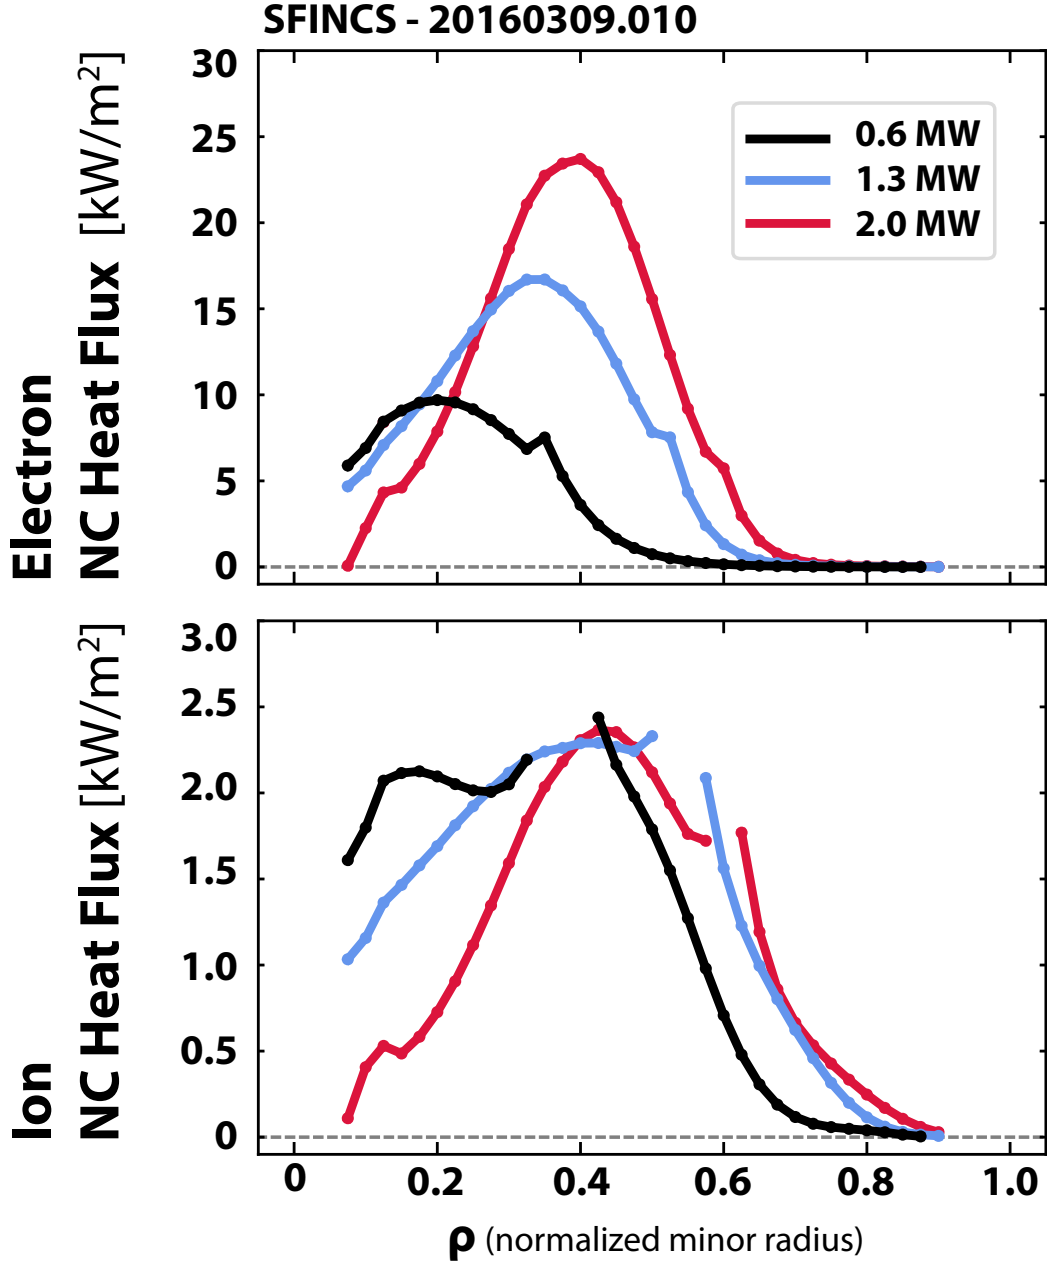 SFINCS - 20160309.010
Electron
NC Heat Flux [kW/m²]
30
25
20
15
10
5
0
0.6 MW
1.3 MW
2.0 MW
Ion
NC Heat Flux [kW/m²]
3.0
2.5
2.0
1.5
1.0
0.5
0
0 0.2 0.4 0.6 0.8 1.0
ρ (normalized minor radius)